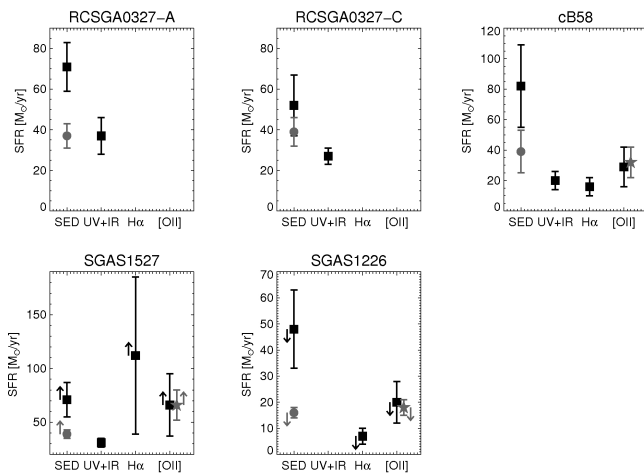 RCSGA0327−A
RCSGA0327−C
cB58
SFR [M⊙/yr]
80
60
40
20
0
SED UV+IR Hα [OII]
SFR [M⊙/yr]
80
60
40
20
0
SED UV+IR Hα [OII]
SFR [M⊙/yr]
120
100
80
60
40
20
0
SED UV+IR Hα [OII]
SGAS1527
SGAS1226
SFR [M⊙/yr]
150
100
50
SED UV+IR Hα [OII]
SFR [M⊙/yr]
70
60
50
40
30
20
10
0
SED UV+IR Hα [OII]